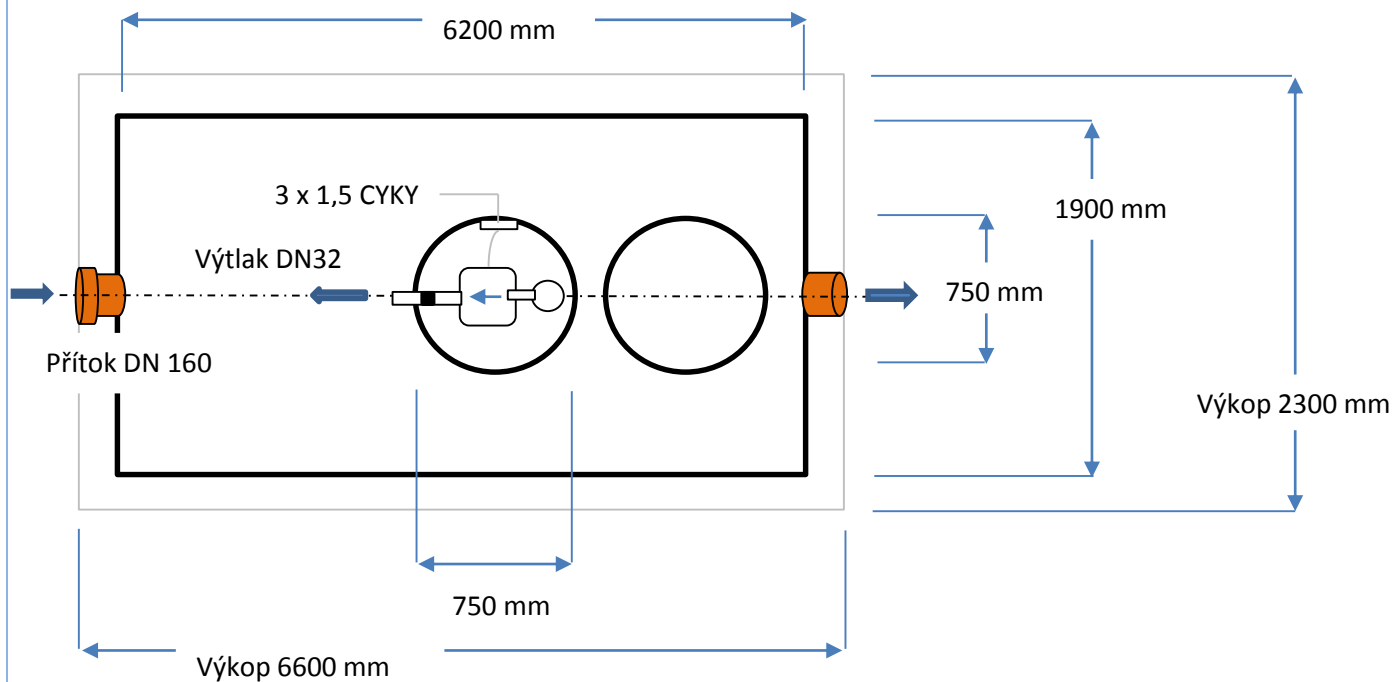 6200 mm
3 x 1,5 CYKY
1900 mm
Výtlak DN32
750 mm
Přítok DN 160
Výkop 2300 mm
750 mm
Výkop 6600 mm